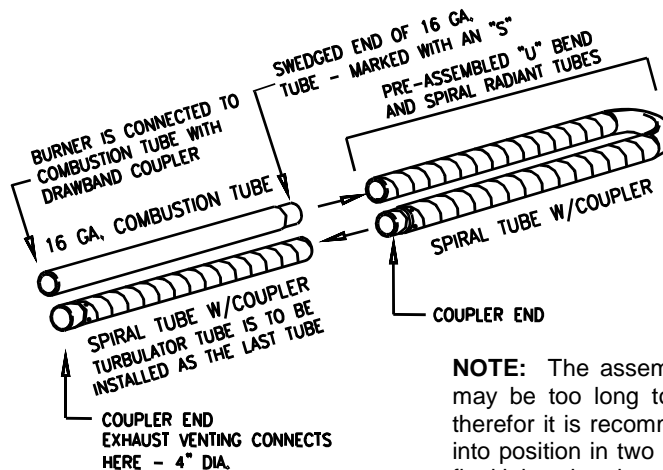 SWEDGED END OF 16 GA.
TUBE - MARKED WITH AN "S"
PRE-ASSEMBLED "U" BEND
AND SPIRAL RADIANT TUBES
BURNER IS CONNECTED TO
COMBUSTION TUBE WITH
DRAWBAND COUPLER
16 GA. COMBUSTION TUBE
SPIRAL TUBE W/COUPLER
COUPLER END
SPIRAL TUBE W/COUPLER
TURBULATOR TUBE IS TO BE
INSTALLED AS THE LAST TUBE
COUPLER END
EXHAUST VENTING CONNECTS
HERE - 4" DIA.
NOTE: The assem
may be too long to
therefor it is recomm
into position in two